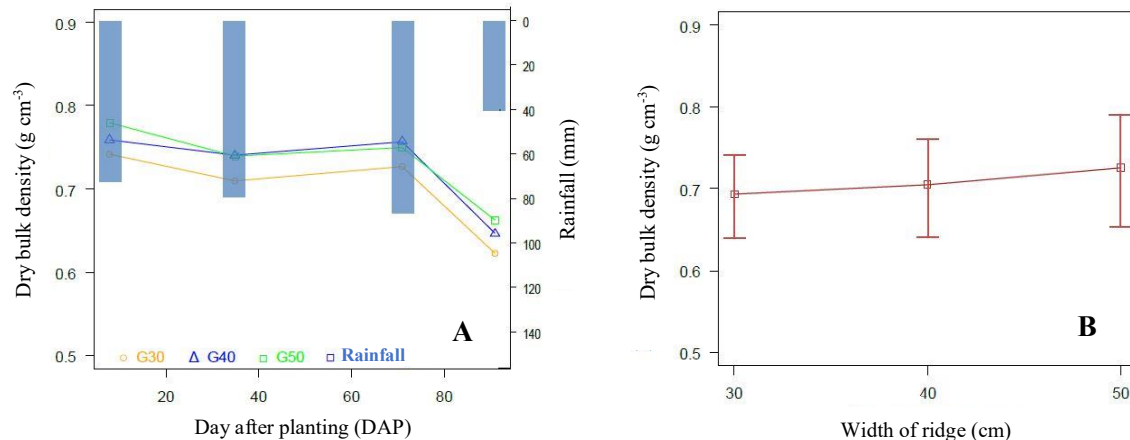 Dry bulk density (g cm⁻³)
0.9
0.8
0.7
0.6
0.5
20
40
60
80
Day after planting (DAP)
0
20
40
60
80
100
120
140
Rainfall (mm)
G30
G40
G50
Rainfall
A
Dry bulk density (g cm⁻³)
0.9
0.8
0.7
0.6
0.5
30
40
50
Width of ridge (cm)
B